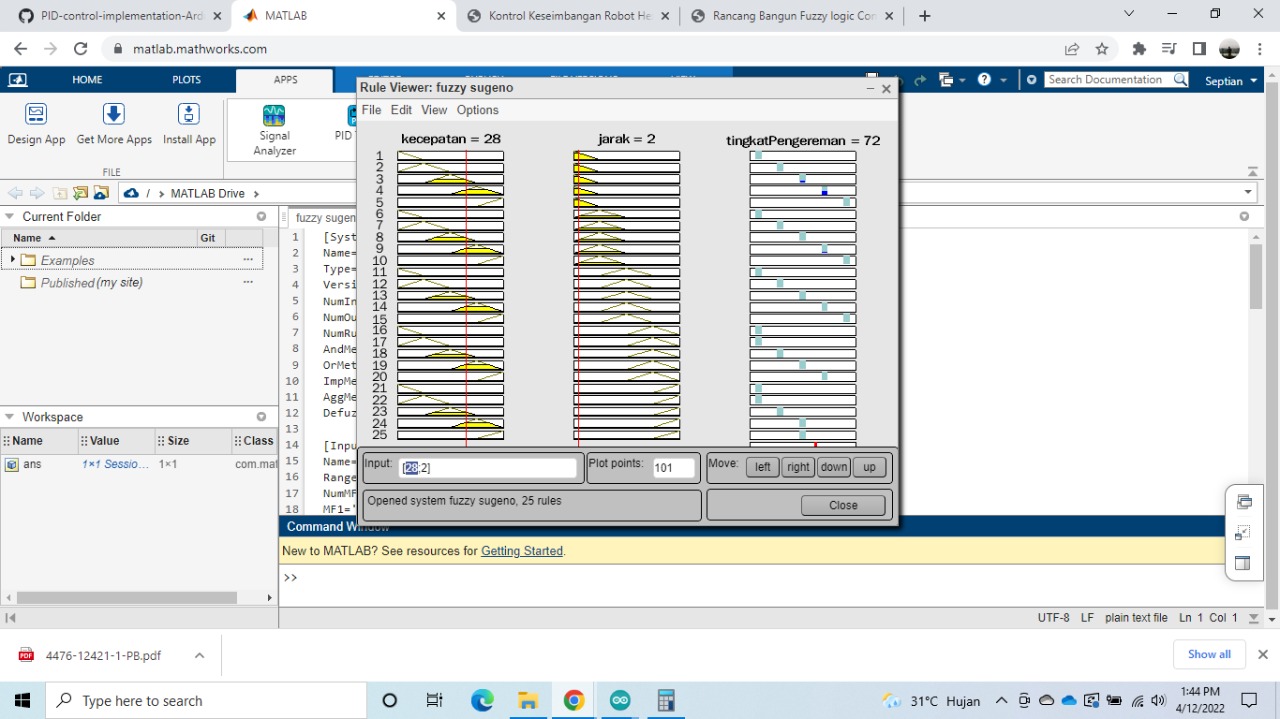 PID-control-implementation-Ard
MATLAB
Kontrol Keseimbangan Robot He
Rancang Bangun Fuzzy logic Con
matlab.mathworks.com
HOME
PLOTS
APPS
Search Documentation
Septian
Design App
Get More Apps
Install App
Signal Analyzer
PID T
FILE
/ > MATLAB Drive >
Current Folder
Name
Git
Examples
Published (my site)
Workspace
Name
Value
Size
Class
ans
1×1 Sessio...
1×1
com.mat
fuzzy sugen
1 [Syst
2 Name=
3 Type=
4 Versi
5 NumIn
6 NumOu
7 NumRu
8 AndMe
9 OrMet
10 ImpMe
11 AggMe
12 Defuz
13
14 [Inpu
15 Name=
16 Range
17 NumMF
18 MF1='
Rule Viewer: fuzzy sugeno
File Edit View Options
kecepatan = 28
jarak = 2
tingkatPengereman = 72
1
2
3
4
5
6
7
8
9
10
11
12
13
14
15
16
17
18
19
20
21
22
23
24
25
Input:
[28;2]
Plot points:
101
Move:
left
right
down
up
Opened system fuzzy sugeno, 25 rules
Close
Command Window
New to MATLAB? See resources for Getting Started.
>>
UTF-8 LF plain text file Ln 1 Col 1
4476-12421-1-PB.pdf
Show all
Type here to search
31°C Hujan
1:44 PM
4/12/2022